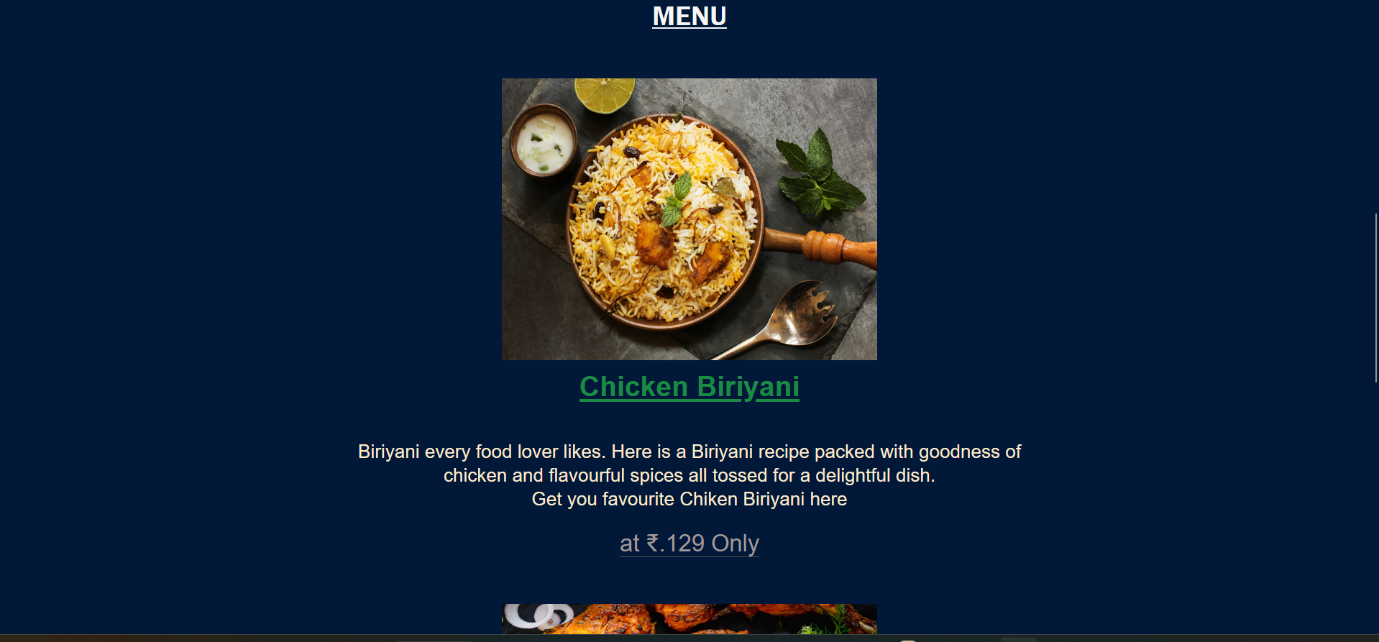 MENU
Chicken Biriyani
Biriyani every food lover likes. Here is a Biriyani recipe packed with goodness of
chicken and flavourful spices all tossed for a delightful dish.
Get you favourite Chiken Biriyani here
at ₹.129 Only